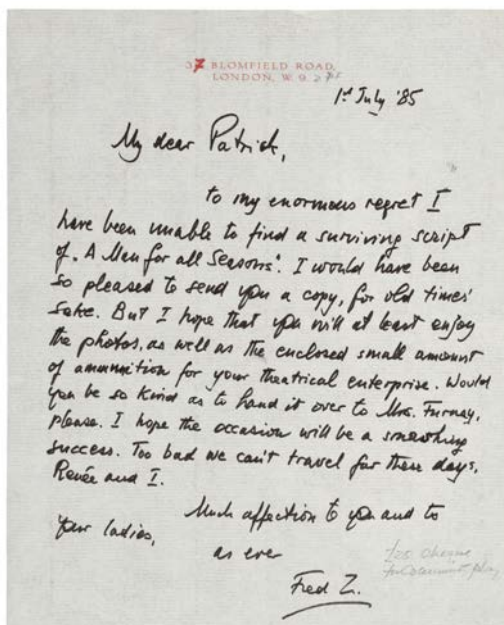 37 BLOMFIELD ROAD,
LONDON, W 9.
1st July '85
My dear Patrick,
to my enormous regret I
have been unable to find a surviving script
of „A Man for all Seasons". I would have been
so pleased to send you a copy, for old times'
sake. But I hope that you will at least enjoy
the photos, as well as the enclosed small amount
of ammunition for your theatrical enterprise. Would
you be so kind as to hand it over to Mrs. Furnay,
please. I hope the occasion will be a smashing
success. Too bad we can't travel far these days,
Renée and I.
Much affection to you and to
your ladies,
as ever
Fred Z.
cheque